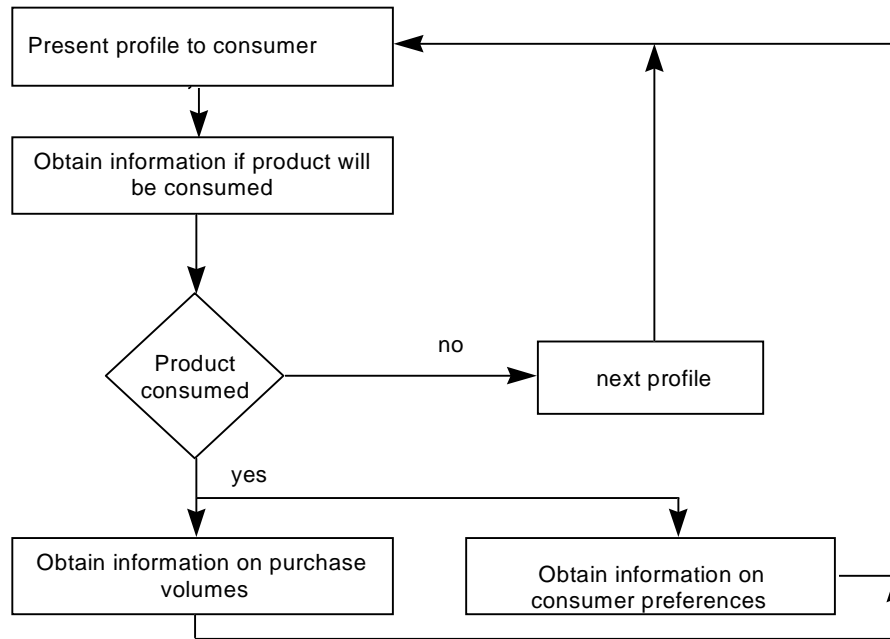 Present profile to consumer
Obtain information if product will
be consumed
Product
consumed
no
next profile
yes
Obtain information on purchase
volumes
Obtain information on
consumer preferences